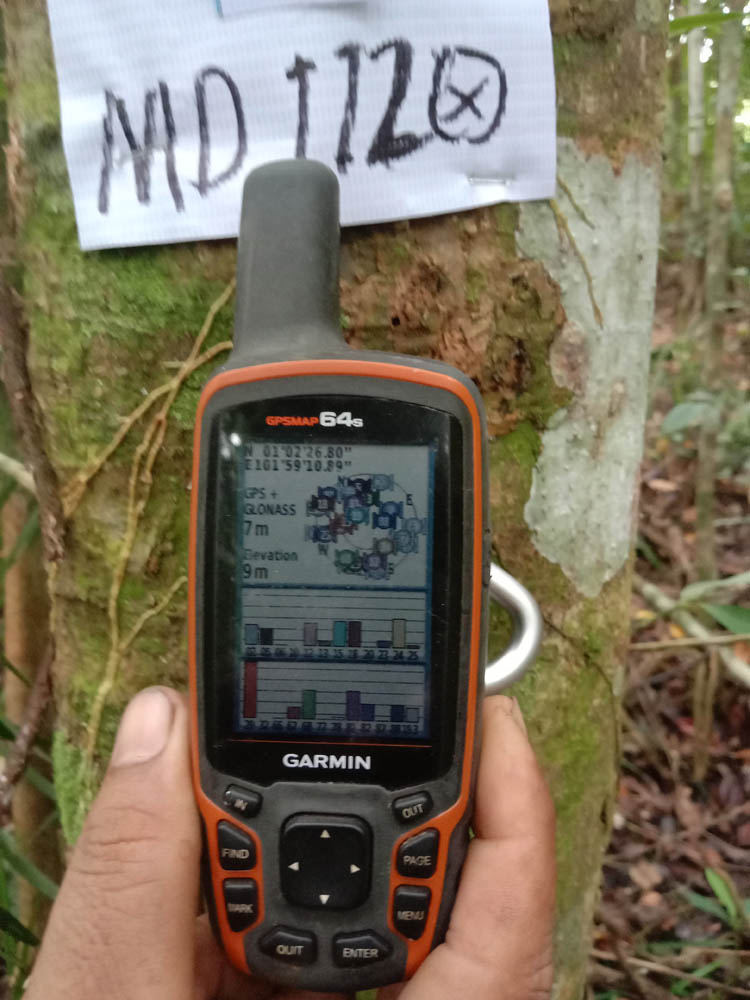 MD 1120 ⓧ
GPSMAP 64s
N 01°02'26.80"
E101°59'10.89"
GPS +
GLONASS
7m
Elevation
9m
N
E
W
S
GARMIN
IN
OUT
FIND
PAGE
MARK
MENU
QUIT
ENTER